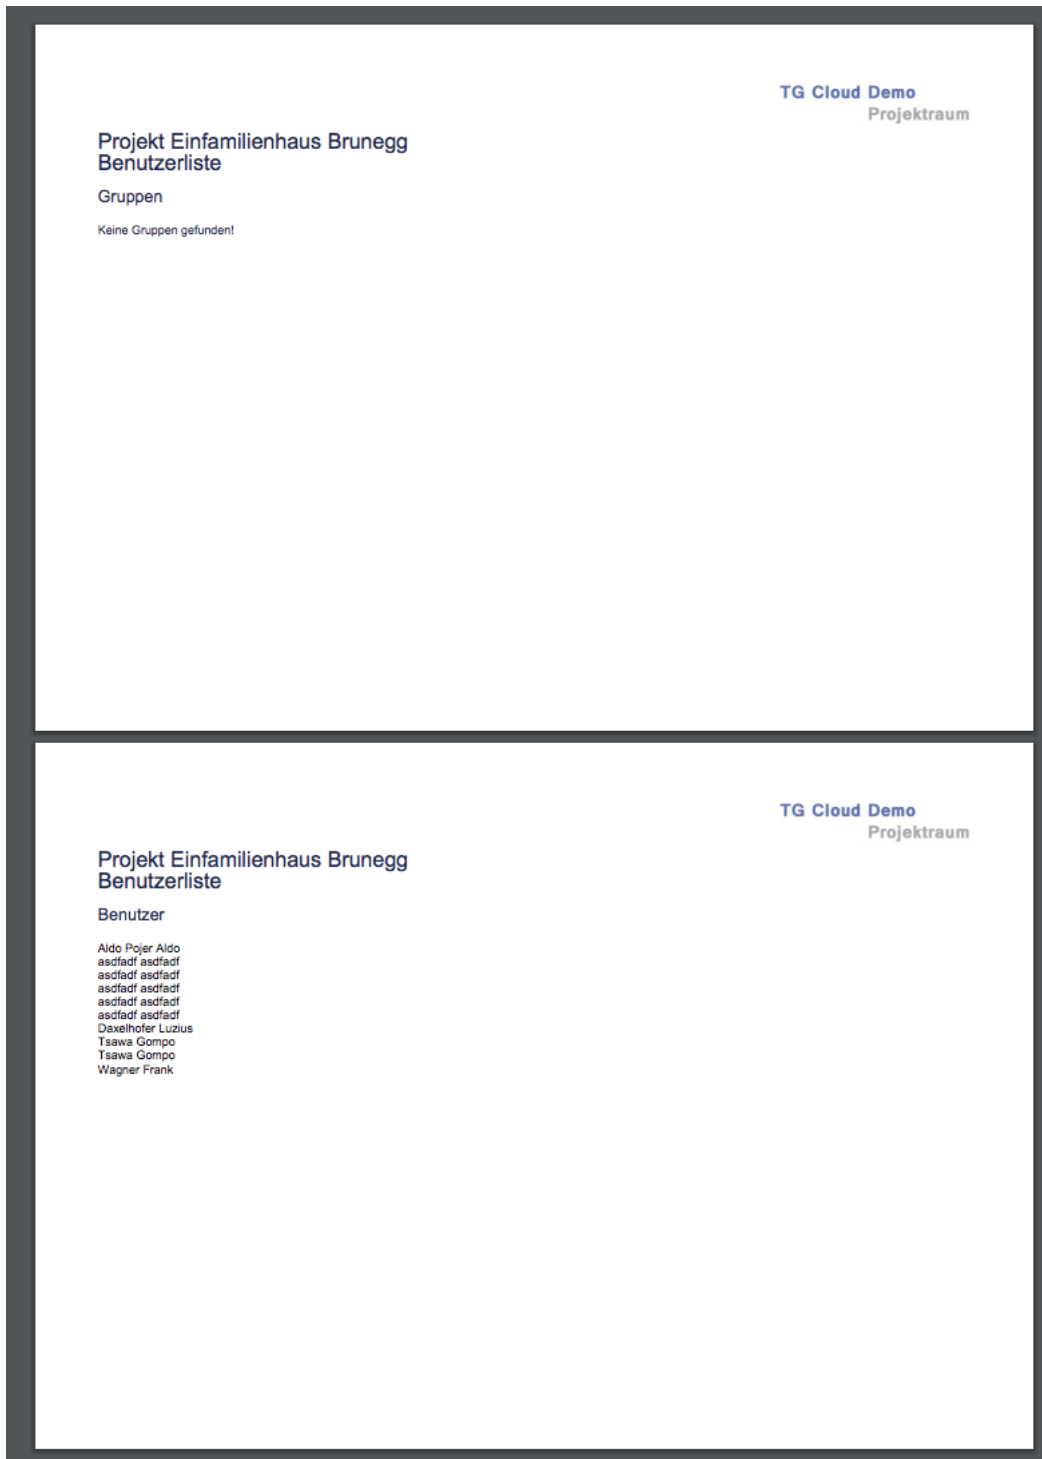 TG Cloud Demo
Projektraum
Projekt Einfamilienhaus Brunegg
Benutzerliste
Gruppen
Keine Gruppen gefunden!
TG Cloud Demo
Projektraum
Projekt Einfamilienhaus Brunegg
Benutzerliste
Benutzer
Aldo Pojer Aldo
asdfadf asdfadf
asdfadf asdfadf
asdfadf asdfadf
asdfadf asdfadf
asdfadf asdfadf
Daxelhofer Luzius
Tsawa Gompo
Tsawa Gompo
Wagner Frank